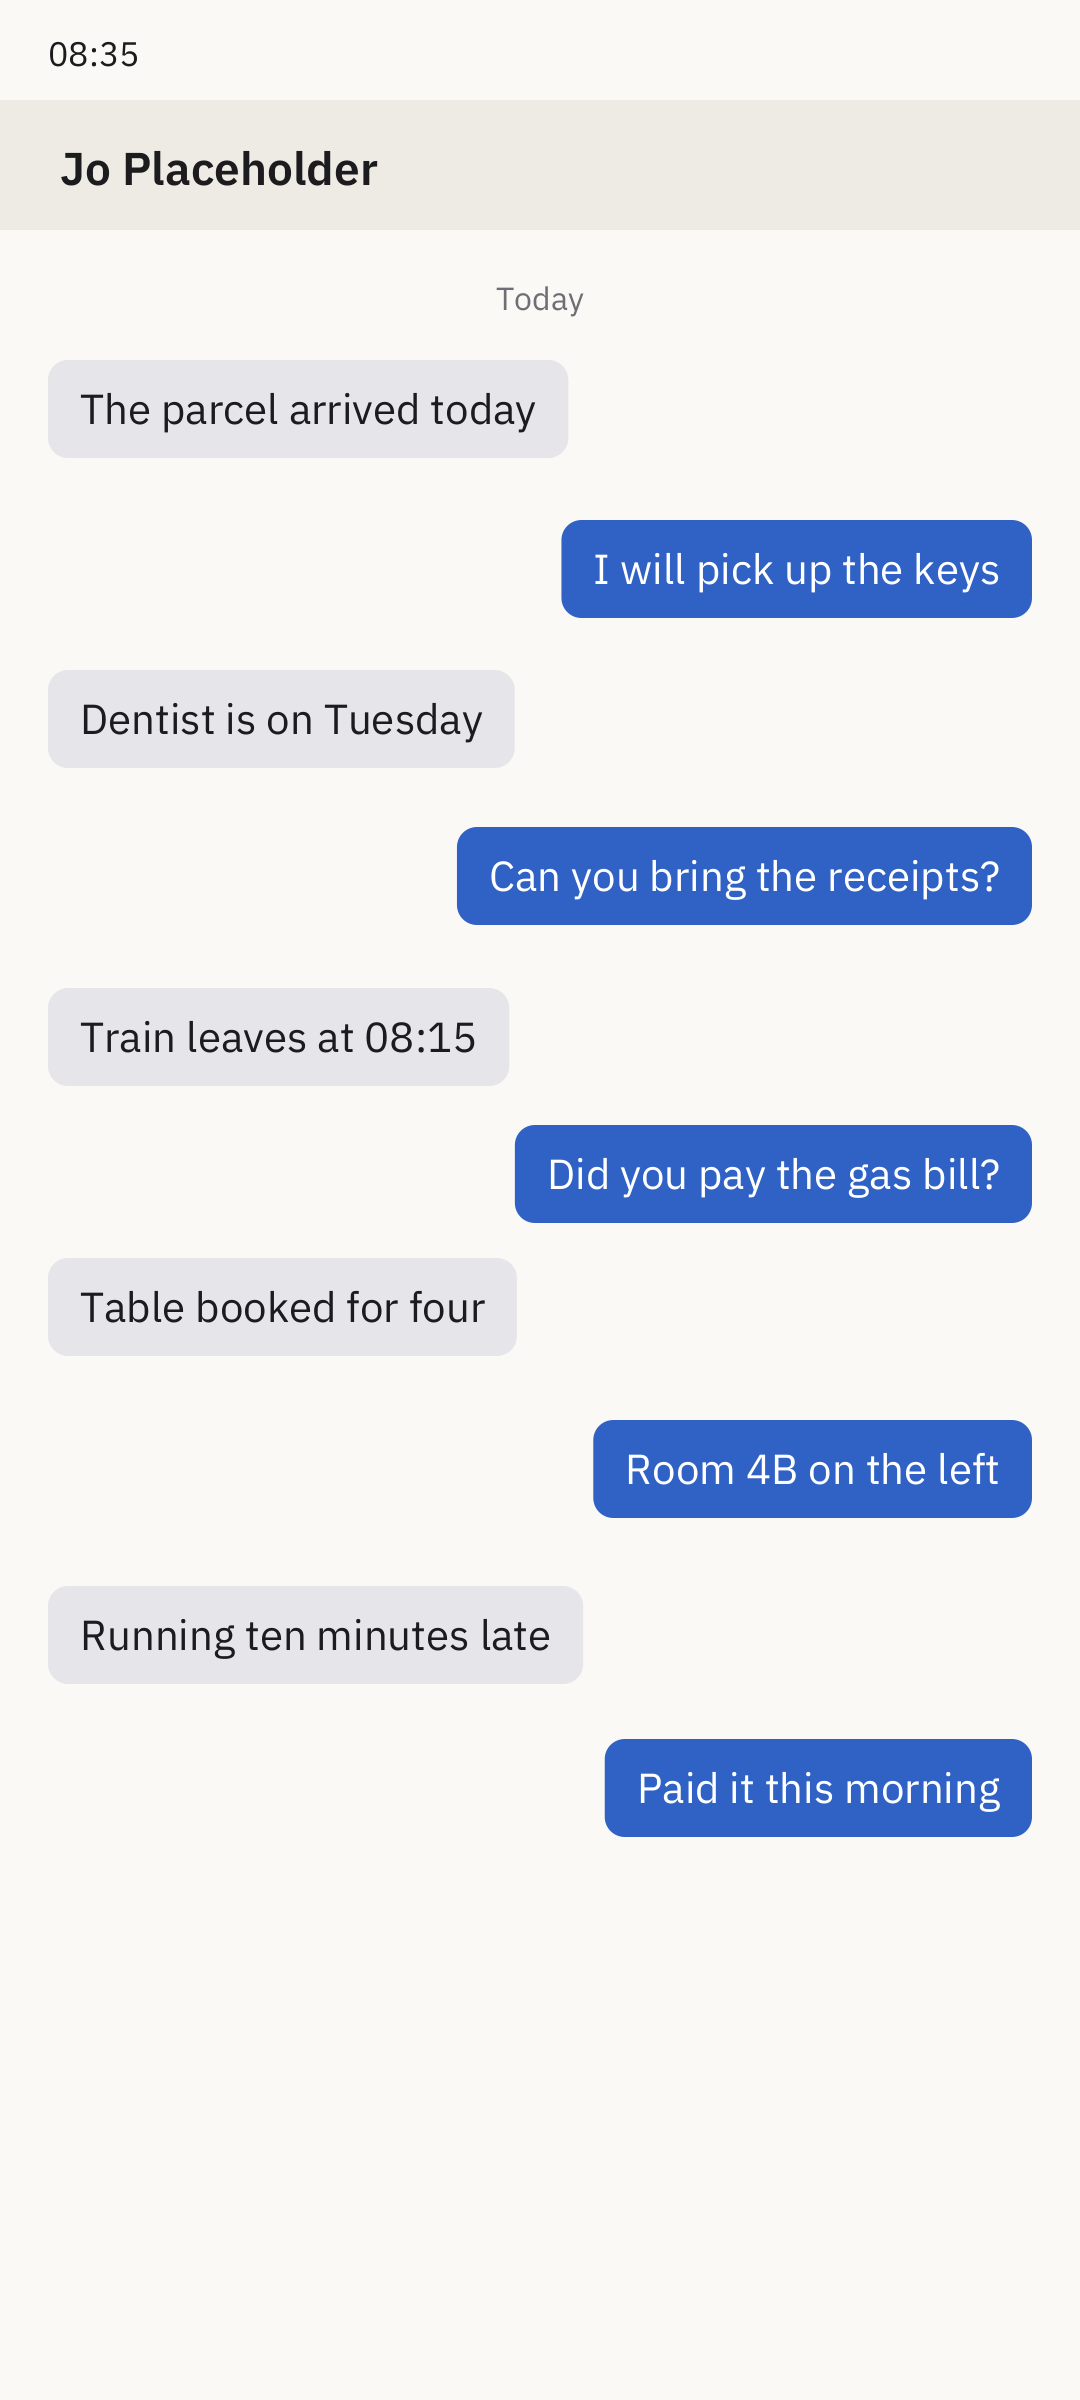 08:35
Jo Placeholder
Today
The parcel arrived today
I will pick up the keys
Dentist is on Tuesday
Can you bring the receipts?
Train leaves at 08:15
Did you pay the gas bill?
Table booked for four
Room 4B on the left
Running ten minutes late
Paid it this morning